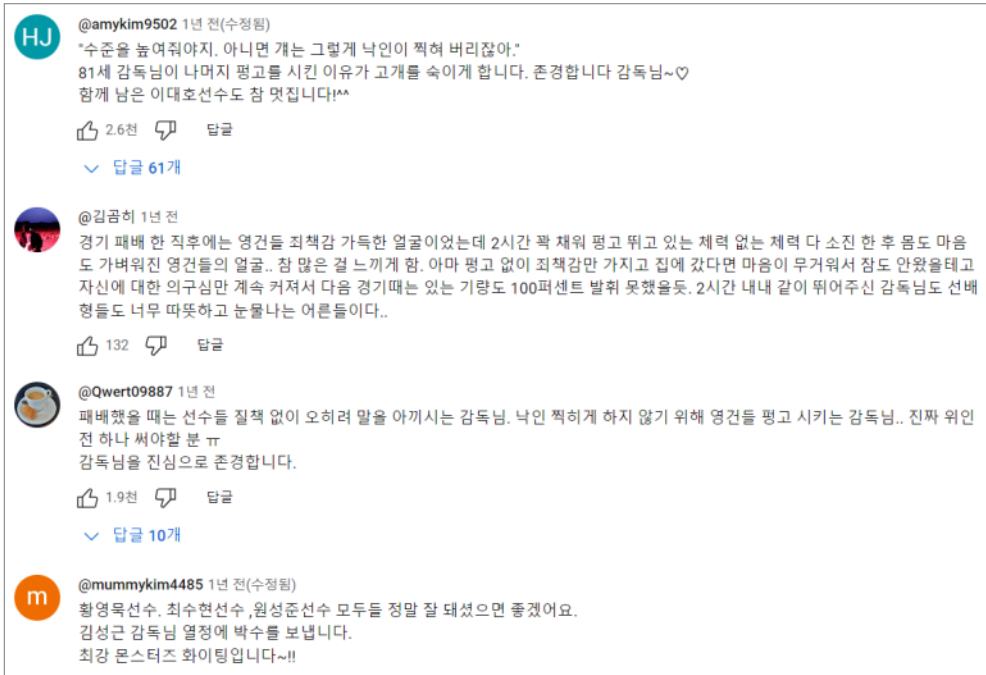 HJ
@amykim9502 1년 전(수정됨)
"수준을 높여줘야지. 아니면 걔는 그렇게 낙인이 찍혀 버리잖아."
81세 감독님이 나머지 펑고를 시킨 이유가 고개를 숙이게 합니다. 존경합니다 감독님~♡
함께 남은 이대호선수도 참 멋집니다!^^
2.6천 답글
답글 61개
@김곰히 1년 전
경기 패배 한 직후에는 영건들 죄책감 가득한 얼굴이었는데 2시간 꽉 채워 펑고 뛰고 있는 체력 없는 체력 다 소진 한 후 몸도 마음
도 가벼워진 영건들의 얼굴.. 참 많은 걸 느끼게 함. 아마 펑고 없이 죄책감만 가지고 집에 갔다면 마음이 무거워서 잠도 안왔을테고
자신에 대한 의구심만 계속 커져서 다음 경기때는 있는 기량도 100퍼센트 발휘 못했을듯. 2시간 내내 같이 뛰어주신 감독님도 선배
형들도 너무 따뜻하고 눈물나는 어른들이다..
132 답글
@Qwert09887 1년 전
패배했을 때는 선수들 질책 없이 오히려 말을 아끼시는 감독님. 낙인 찍히게 하지 않기 위해 영건들 펑고 시키는 감독님.. 진짜 위인
전 하나 써야할 분 ㅠ
감독님을 진심으로 존경합니다.
1.9천 답글
답글 10개
m
@mummykim4485 1년 전(수정됨)
황영묵선수. 최수현선수 ,원성준선수 모두들 정말 잘 돼셨으면 좋겠어요.
김성근 감독님 열정에 박수를 보냅니다.
최강 몬스터즈 화이팅입니다~!!